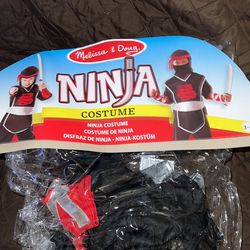 Melissa & Doug
NINJA
COSTUME
NINJA COSTUME
COSTUME DE NINJA
DISFRAZ DE NINJA - NINJA-KOSTÜM